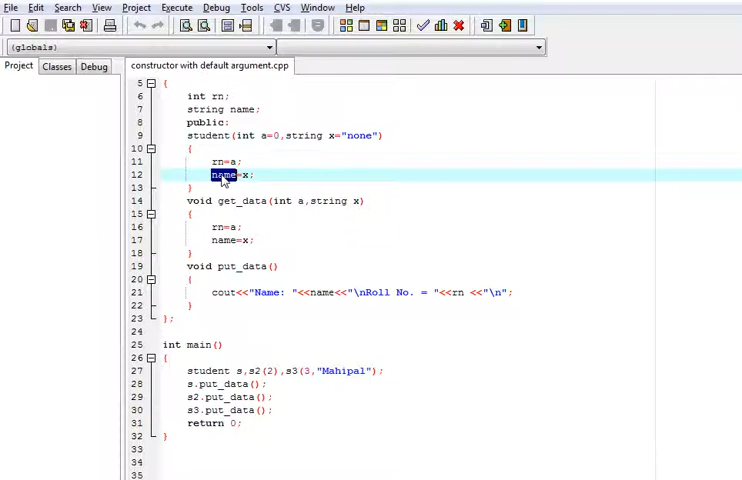 File Edit Search View Project Execute Debug Tools CVS Window Help
(globals)
Project Classes Debug
constructor with default argument.cpp
5 {
6 int rn;
7 string name;
8 public:
9 student(int a=0,string x="none")
10 {
11 rn=a;
12 name=x;
13 }
14 void get_data(int a,string x)
15 {
16 rn=a;
17 name=x;
18 }
19 void put_data()
20 {
21 cout<<"Name: "<<name<<"\nRoll No. = "<<rn <<"\n";
22 }
23 };
24
25 int main()
26 {
27 student s,s2(2),s3(3,"Mahipal");
28 s.put_data();
29 s2.put_data();
30 s3.put_data();
31 return 0;
32 }
33
34
35